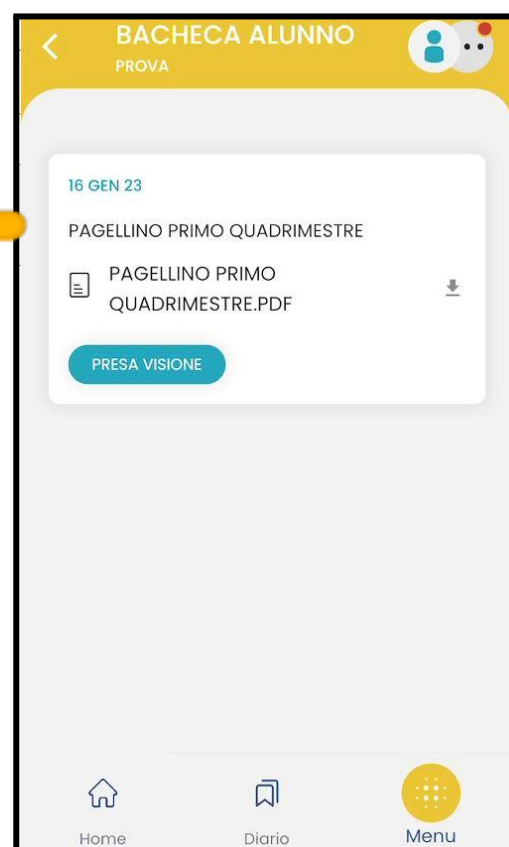 BACHECA ALUNNO
PROVA
16 GEN 23
PAGELLINO PRIMO QUADRIMESTRE
PAGELLINO PRIMO
QUADRIMESTRE.PDF
PRESA VISIONE
Home
Diario
Menu